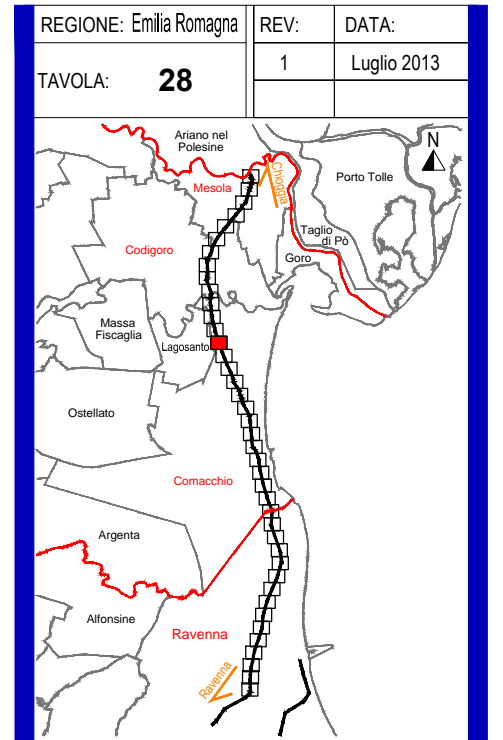 REGIONE: Emilia Romagna
REV:
DATA:
TAVOLA: 28
1
Luglio 2013
Ariano nel
Polesine
N
Mesola
Chioggia
Porto Tolle
Taglio
di Pò
Codigoro
Goro
Massa
Fiscaglia
Lagosanto
Ostellato
Comacchio
Argenta
Alfonsine
Ravenna
Ravenna